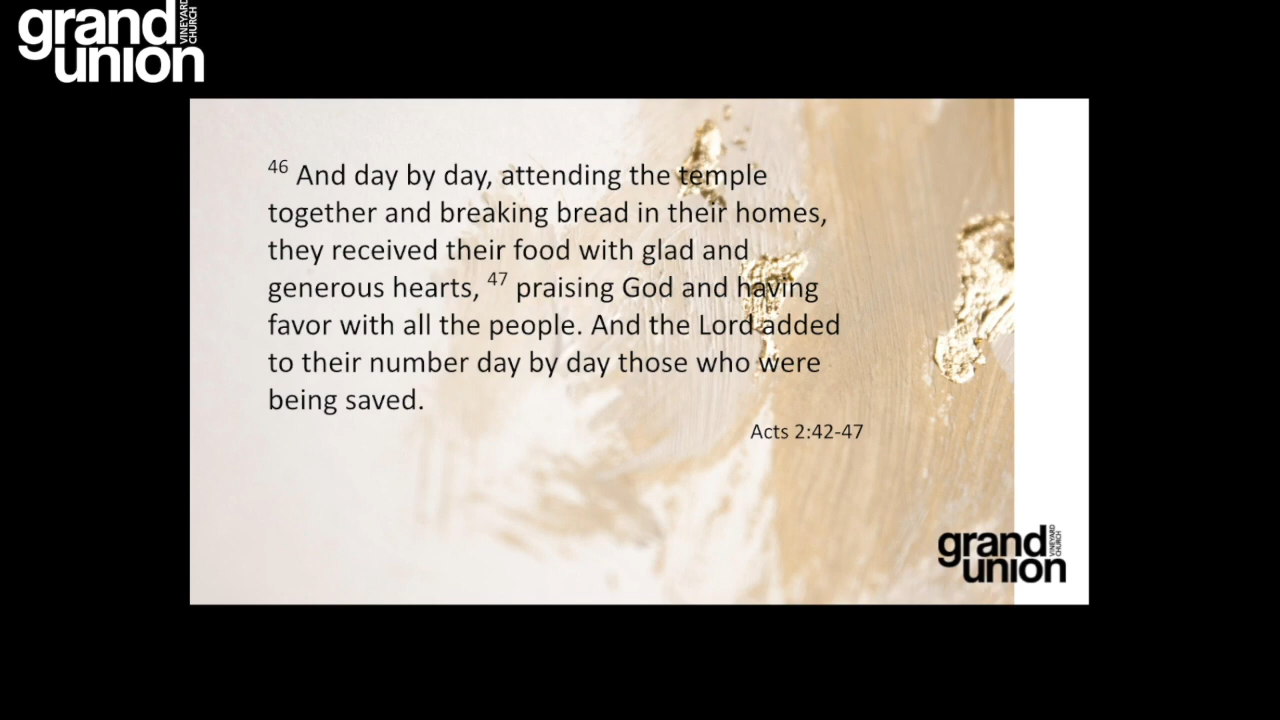 grand
union
VINEYARD
CHURCH
46 And day by day, attending the temple
together and breaking bread in their homes,
they received their food with glad and
generous hearts, 47 praising God and having
favor with all the people. And the Lord added
to their number day by day those who were
being saved.
Acts 2:42-47
grand
union
VINEYARD
CHURCH